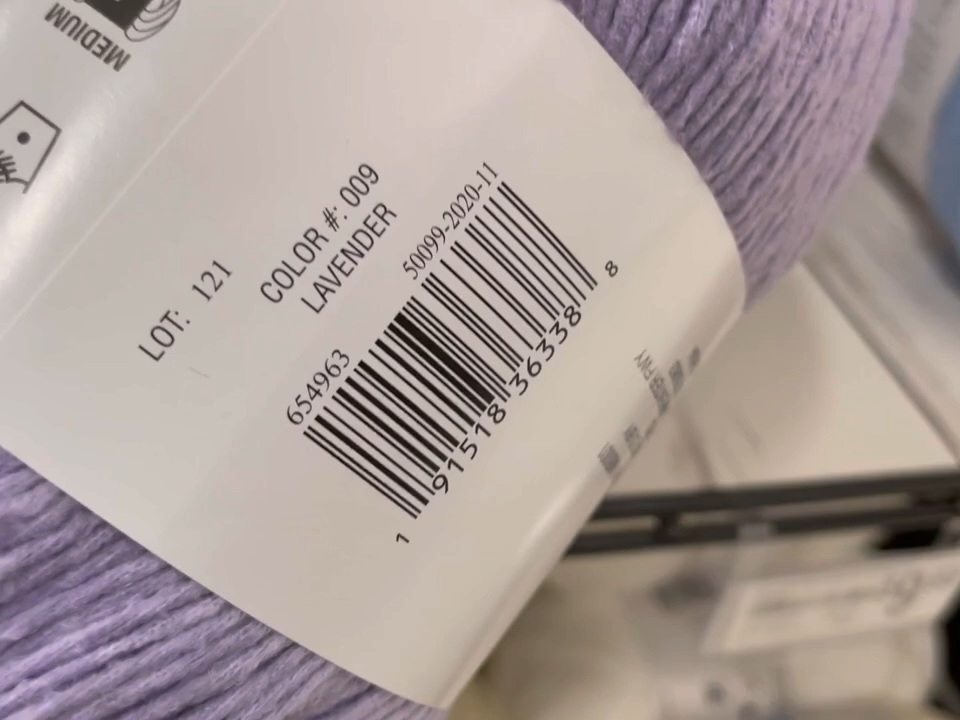 MEDIUM
LOT: 121
COLOR #: 009
LAVENDER
654963
50099-2020-11
1 91518 36338 8